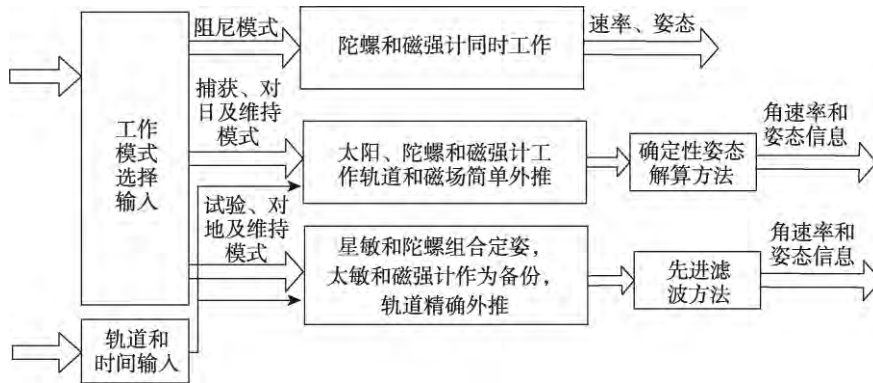 阻尼模式
陀螺和磁强计同时工作
速率、姿态
捕获、对
日及维持
模式
工作
模式
选择
输入
太阳、陀螺和磁强计工
作轨道和磁场简单外推
确定性姿态
解算方法
角速率和
姿态信息
试验、对
地及维持
模式
星敏和陀螺组合定姿,
太敏和磁强计作为备份,
轨道精确外推
先进滤
波方法
角速率和
姿态信息
轨道和
时间输入